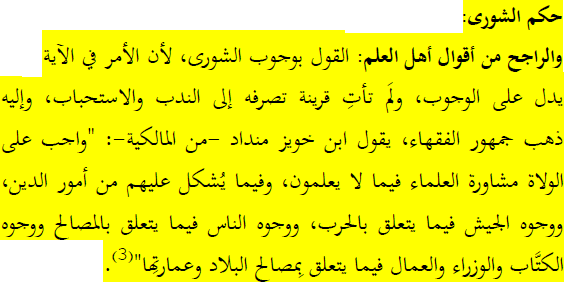 حكم الشورى:
والراجح من أقوال أهل العلم: القول بوجوب الشورى، لأن الأمر في الآية
يدل على الوجوب، ولَم تأتِ قرينة تصرفه إلى الندب والاستحباب، وإليه
ذهب جمهور الفقهاء، يقول ابن خويز منداد –من المالكية–: "واجب على
الولاة مشاورة العلماء فيما لا يعلمون، وفيما يُشكل عليهم من أمور الدين،
ووجوه الجيش فيما يتعلق بالحرب، ووجوه الناس فيما يتعلق بالمصالح ووجوه
الكتَّاب والوزراء والعمال فيما يتعلق بِمصالح البلاد وعمارتِها"(3).